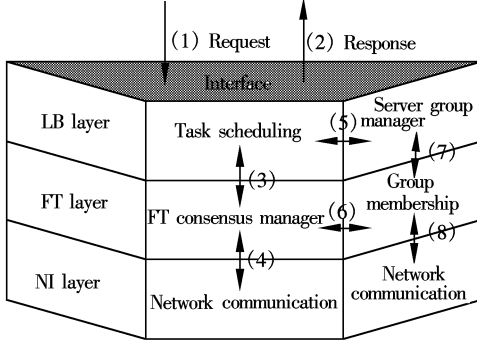 (1) Request
(2) Response
Interface
LB layer
Task scheduling
(5)
Server group
manager
(3)
(7)
FT layer
FT consensus manager
(6)
Group
membership
(4)
(8)
NI layer
Network communication
Network
communication